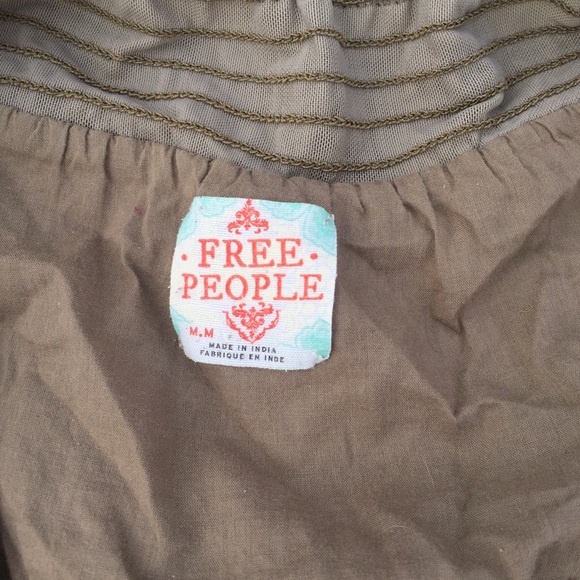 · FREE ·
PEOPLE
M.M
MADE IN INDIA
FABRIQUE EN INDE